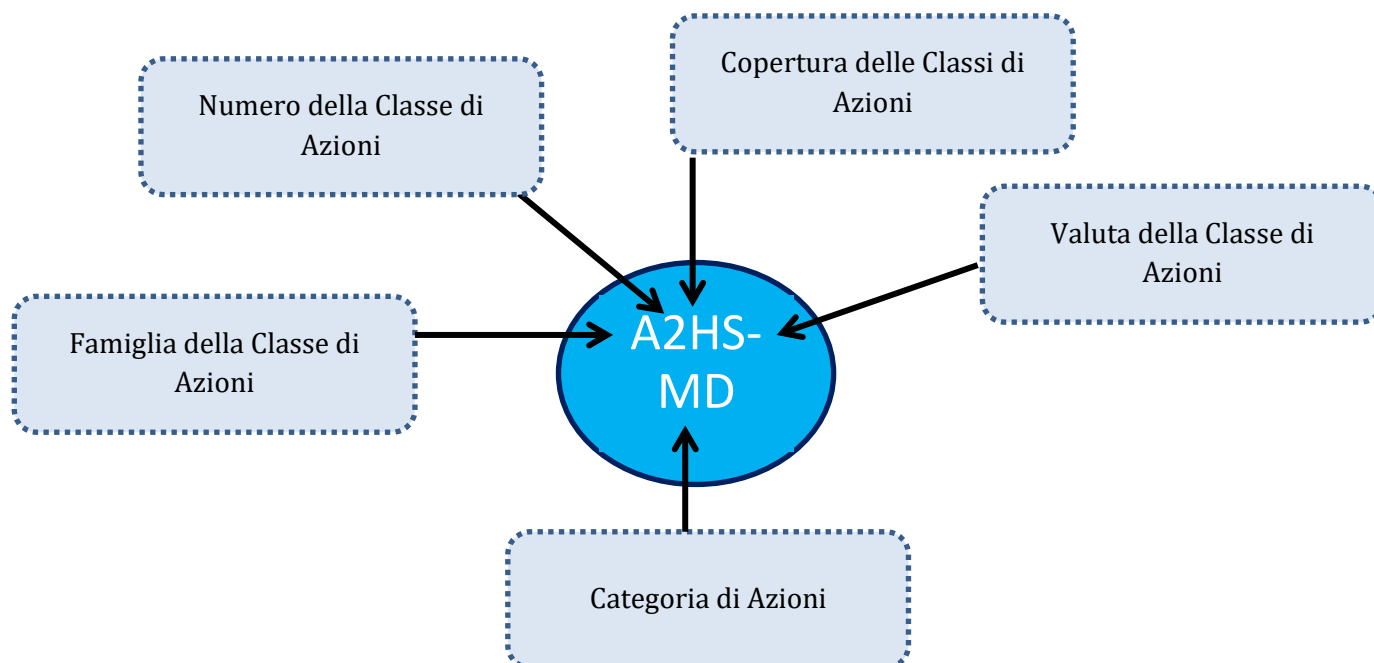 Copertura delle Classi di
Azioni
Numero della Classe di
Azioni
Valuta della Classe di
Azioni
Famiglia della Classe di
Azioni
A2HS-
MD
Categoria di Azioni